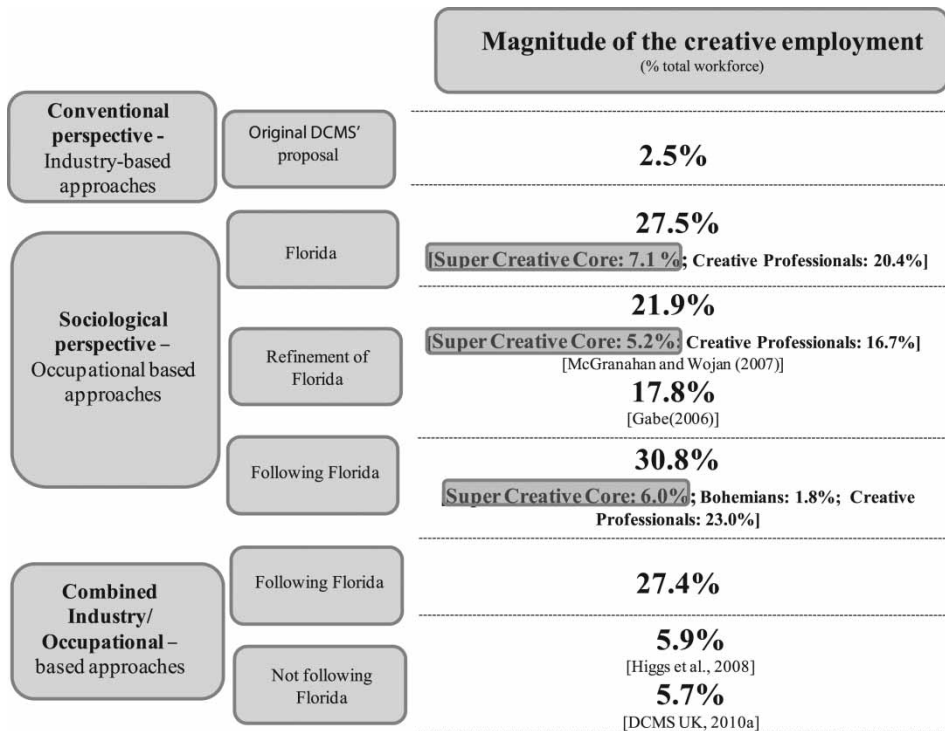 Magnitude of the creative employment
(% total workforce)
Conventional
perspective -
Industry-based
approaches
Original DCMS'
proposal
2.5%
Sociological
perspective –
Occupational based
approaches
Florida
27.5%
[Super Creative Core: 7.1 %; Creative Professionals: 20.4%]
Refinement of
Florida
21.9%
[Super Creative Core: 5.2%; Creative Professionals: 16.7%]
[McGranahan and Wojan (2007)]
17.8%
[Gabe(2006)]
Following Florida
30.8%
[Super Creative Core: 6.0%; Bohemians: 1.8%; Creative
Professionals: 23.0%]
Combined
Industry/
Occupational –
based approaches
Following Florida
27.4%
Not following
Florida
5.9%
[Higgs et al., 2008]
5.7%
[DCMS UK, 2010a]